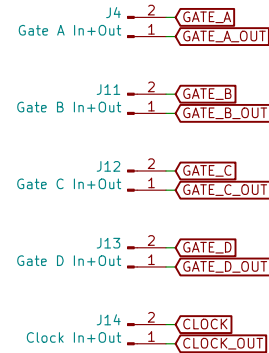 J4 2 GATE_A
Gate A In+Out 1 GATE_A_OUT
J11 2 GATE_B
Gate B In+Out 1 GATE_B_OUT
J12 2 GATE_C
Gate C In+Out 1 GATE_C_OUT
J13 2 GATE_D
Gate D In+Out 1 GATE_D_OUT
J14 2 CLOCK
Clock In+Out 1 CLOCK_OUT